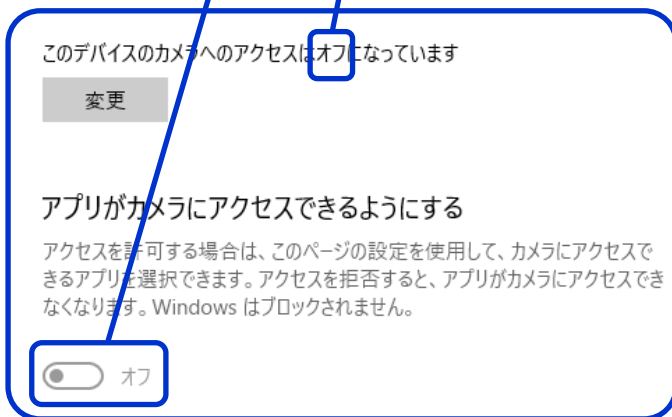 このデバイスのカメラへのアクセスはオフになっています
変更
アプリがカメラにアクセスできるようにする
アクセスを許可する場合は、このページの設定を使用して、カメラにアクセスで
きるアプリを選択できます。アクセスを拒否すると、アプリがカメラにアクセスでき
なくなります。Windows はブロックされません。
オフ